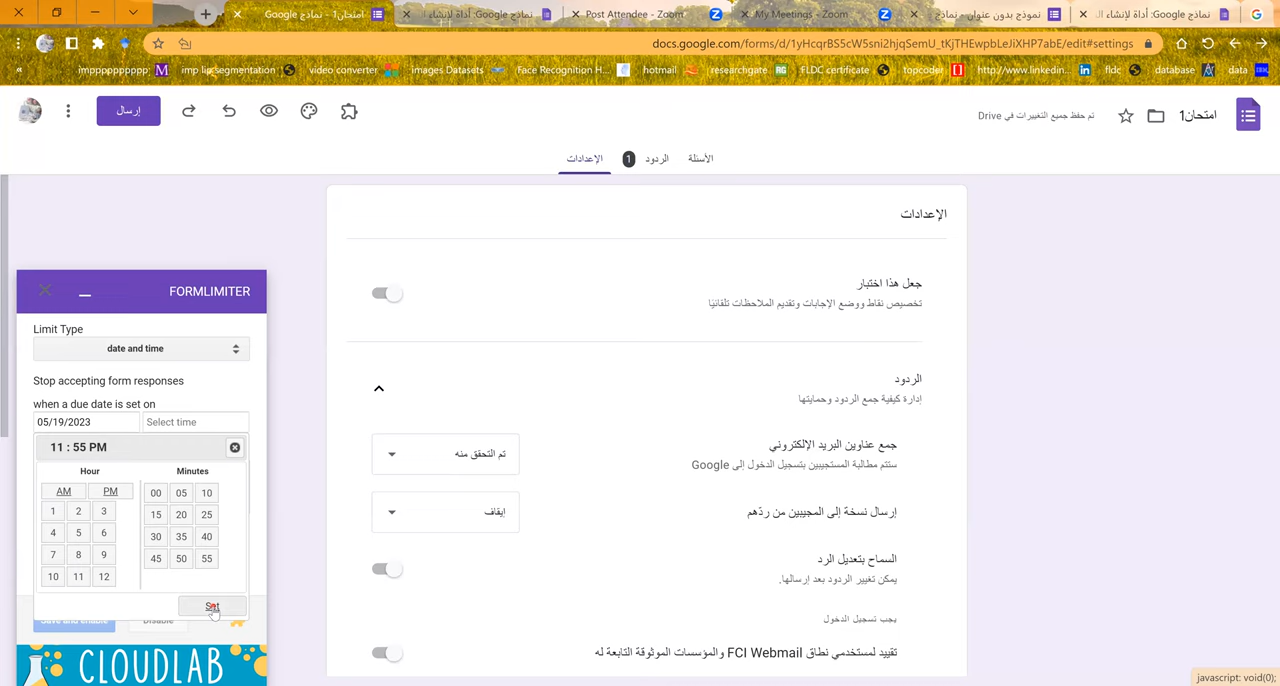 امتحان1 - نماذج Google
نماذج Google: أداة لإنشاء ا
Post Attendee - Zoom
My Meetings - Zoom
نموذج بدون عنوان - نماذج
نماذج Google: أداة لإنشاء ال
docs.google.com/forms/d/1yHcqrBS5cW5sni2hjqSemU_tKjTHEwpbLeJiXHP7abE/edit#settings
«
imppppppppp
imp lip segmentation
video converter
images Datasets
Face Recognition H...
hotmail
researchgate
FLDC certificate
topcoder
http://www.linkedin...
fldc
database
data
إرسال
تم حفظ جميع التغييرات في Drive
امتحان1
الأسئلة
الردود
1
الإعدادات
الإعدادات
جعل هذا اختبار
تخصيص نقاط ووضع الإجابات وتقديم الملاحظات تلقائيًا
الردود
إدارة كيفية جمع الردود وحمايتها
جمع عناوين البريد الإلكتروني
تم التحقق منه
ستتم مطالبة المستجيبين بتسجيل الدخول إلى Google
إرسال نسخة إلى المجيبين من ردّهم
إيقاف
السماح بتعديل الرد
يمكن تغيير الردود بعد إرسالها.
يجب تسجيل الدخول
تقييد لمستخدمي نطاق FCI Webmail والمؤسسات الموثوقة التابعة له
FORMLIMITER
Limit Type
date and time
Stop accepting form responses
when a due date is set on
05/19/2023 Select time
11 : 55 PM
Hour Minutes
AM PM 00 05 10
1 2 3 15 20 25
4 5 6 30 35 40
7 8 9 45 50 55
10 11 12
Set
Save and enable Disable
CLOUDLAB
javascript: void(0);